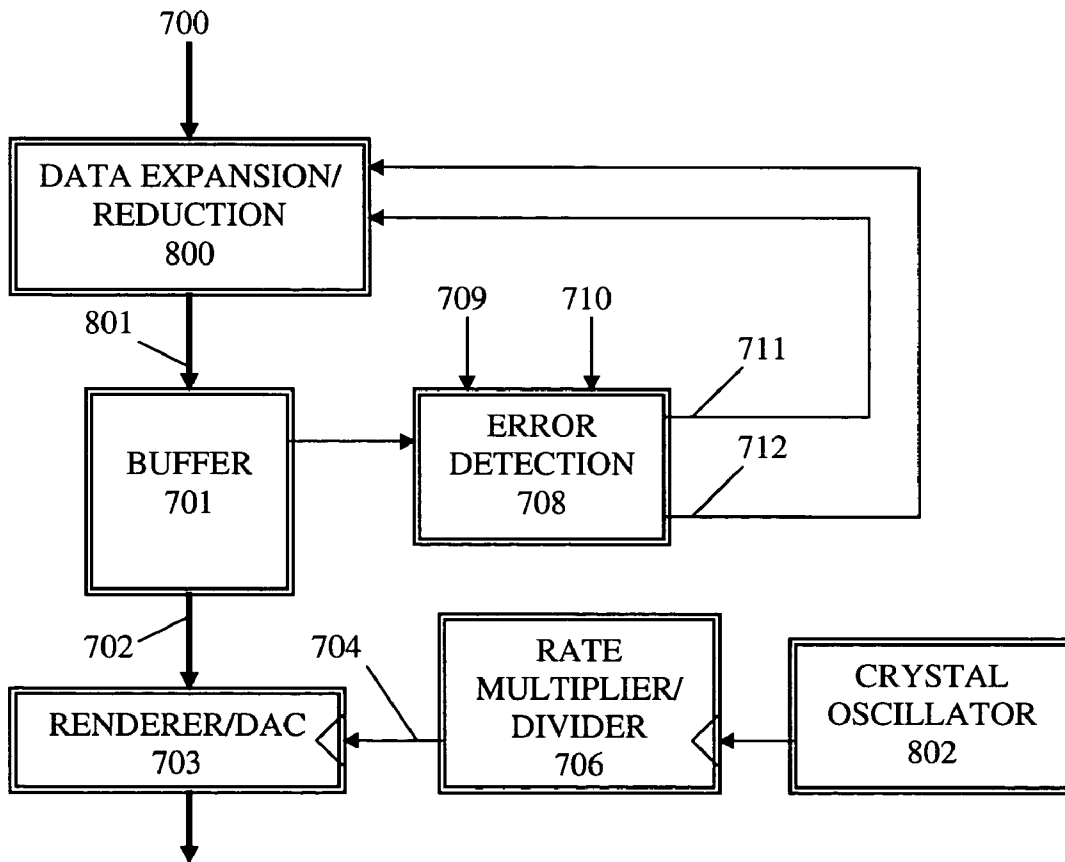 700
DATA EXPANSION/
REDUCTION
800
801
709
710
711
BUFFER
701
ERROR
DETECTION
708
712
702
704
RATE
MULTIPLIER/
DIVIDER
706
CRYSTAL
OSCILLATOR
802
RENDERER/DAC
703